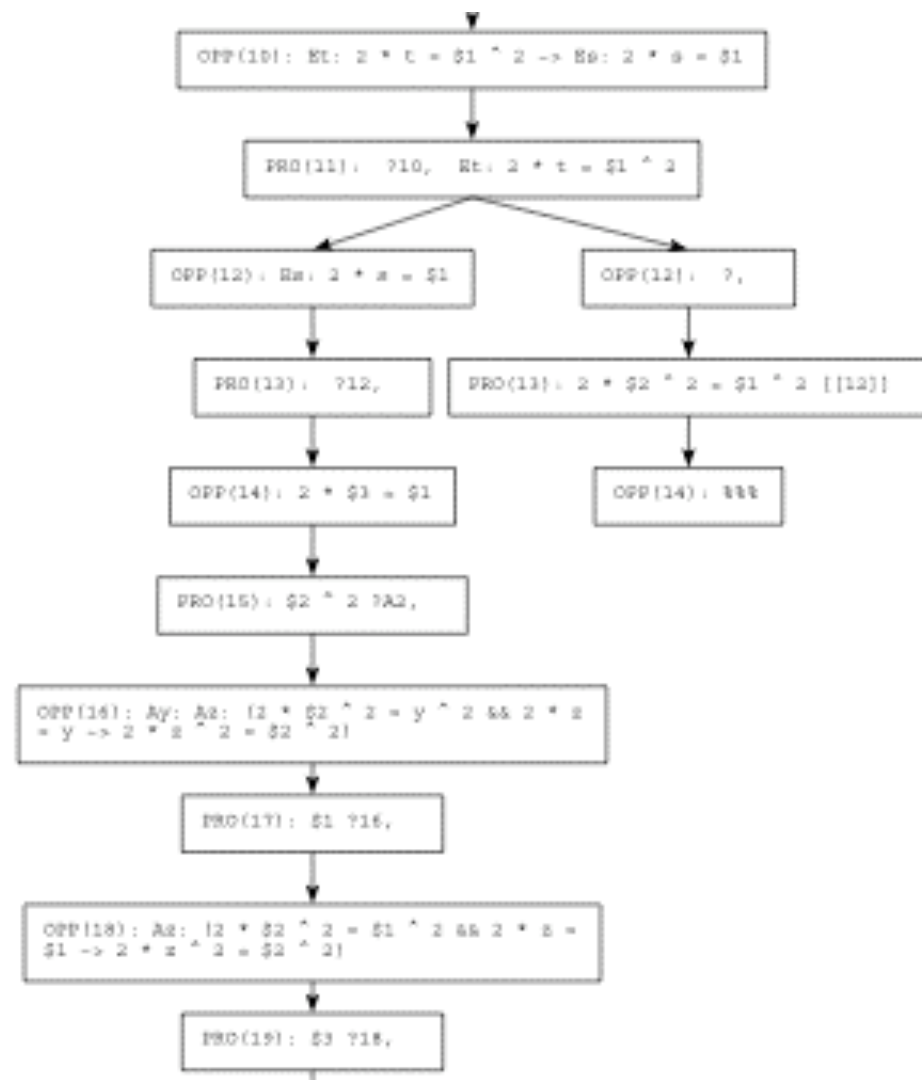 OPP(10): Et: 2 * t = $1 ^ 2 -> Es: 2 * s = $1
PRO(11): ?10, Et: 2 * t = $1 ^ 2
OPP(12): Es: 2 * s = $1
OPP(12): ?,
PRO(13): ?12,
PRO(13): 2 * $2 ^ 2 = $1 ^ 2 [[12]]
OPP(14): 2 * $3 = $1
OPP(14): %%%
PRO(15): $2 ^ 2 ?A2,
OPP(16): Ay: Az: (2 * $2 ^ 2 = y ^ 2 && 2 * z
= y -> 2 * z ^ 2 = $2 ^ 2)
PRO(17): $1 ?16,
OPP(18): Az: (2 * $2 ^ 2 = $1 ^ 2 && 2 * z =
$1 -> 2 * z ^ 2 = $2 ^ 2)
PRO(19): $3 ?18,